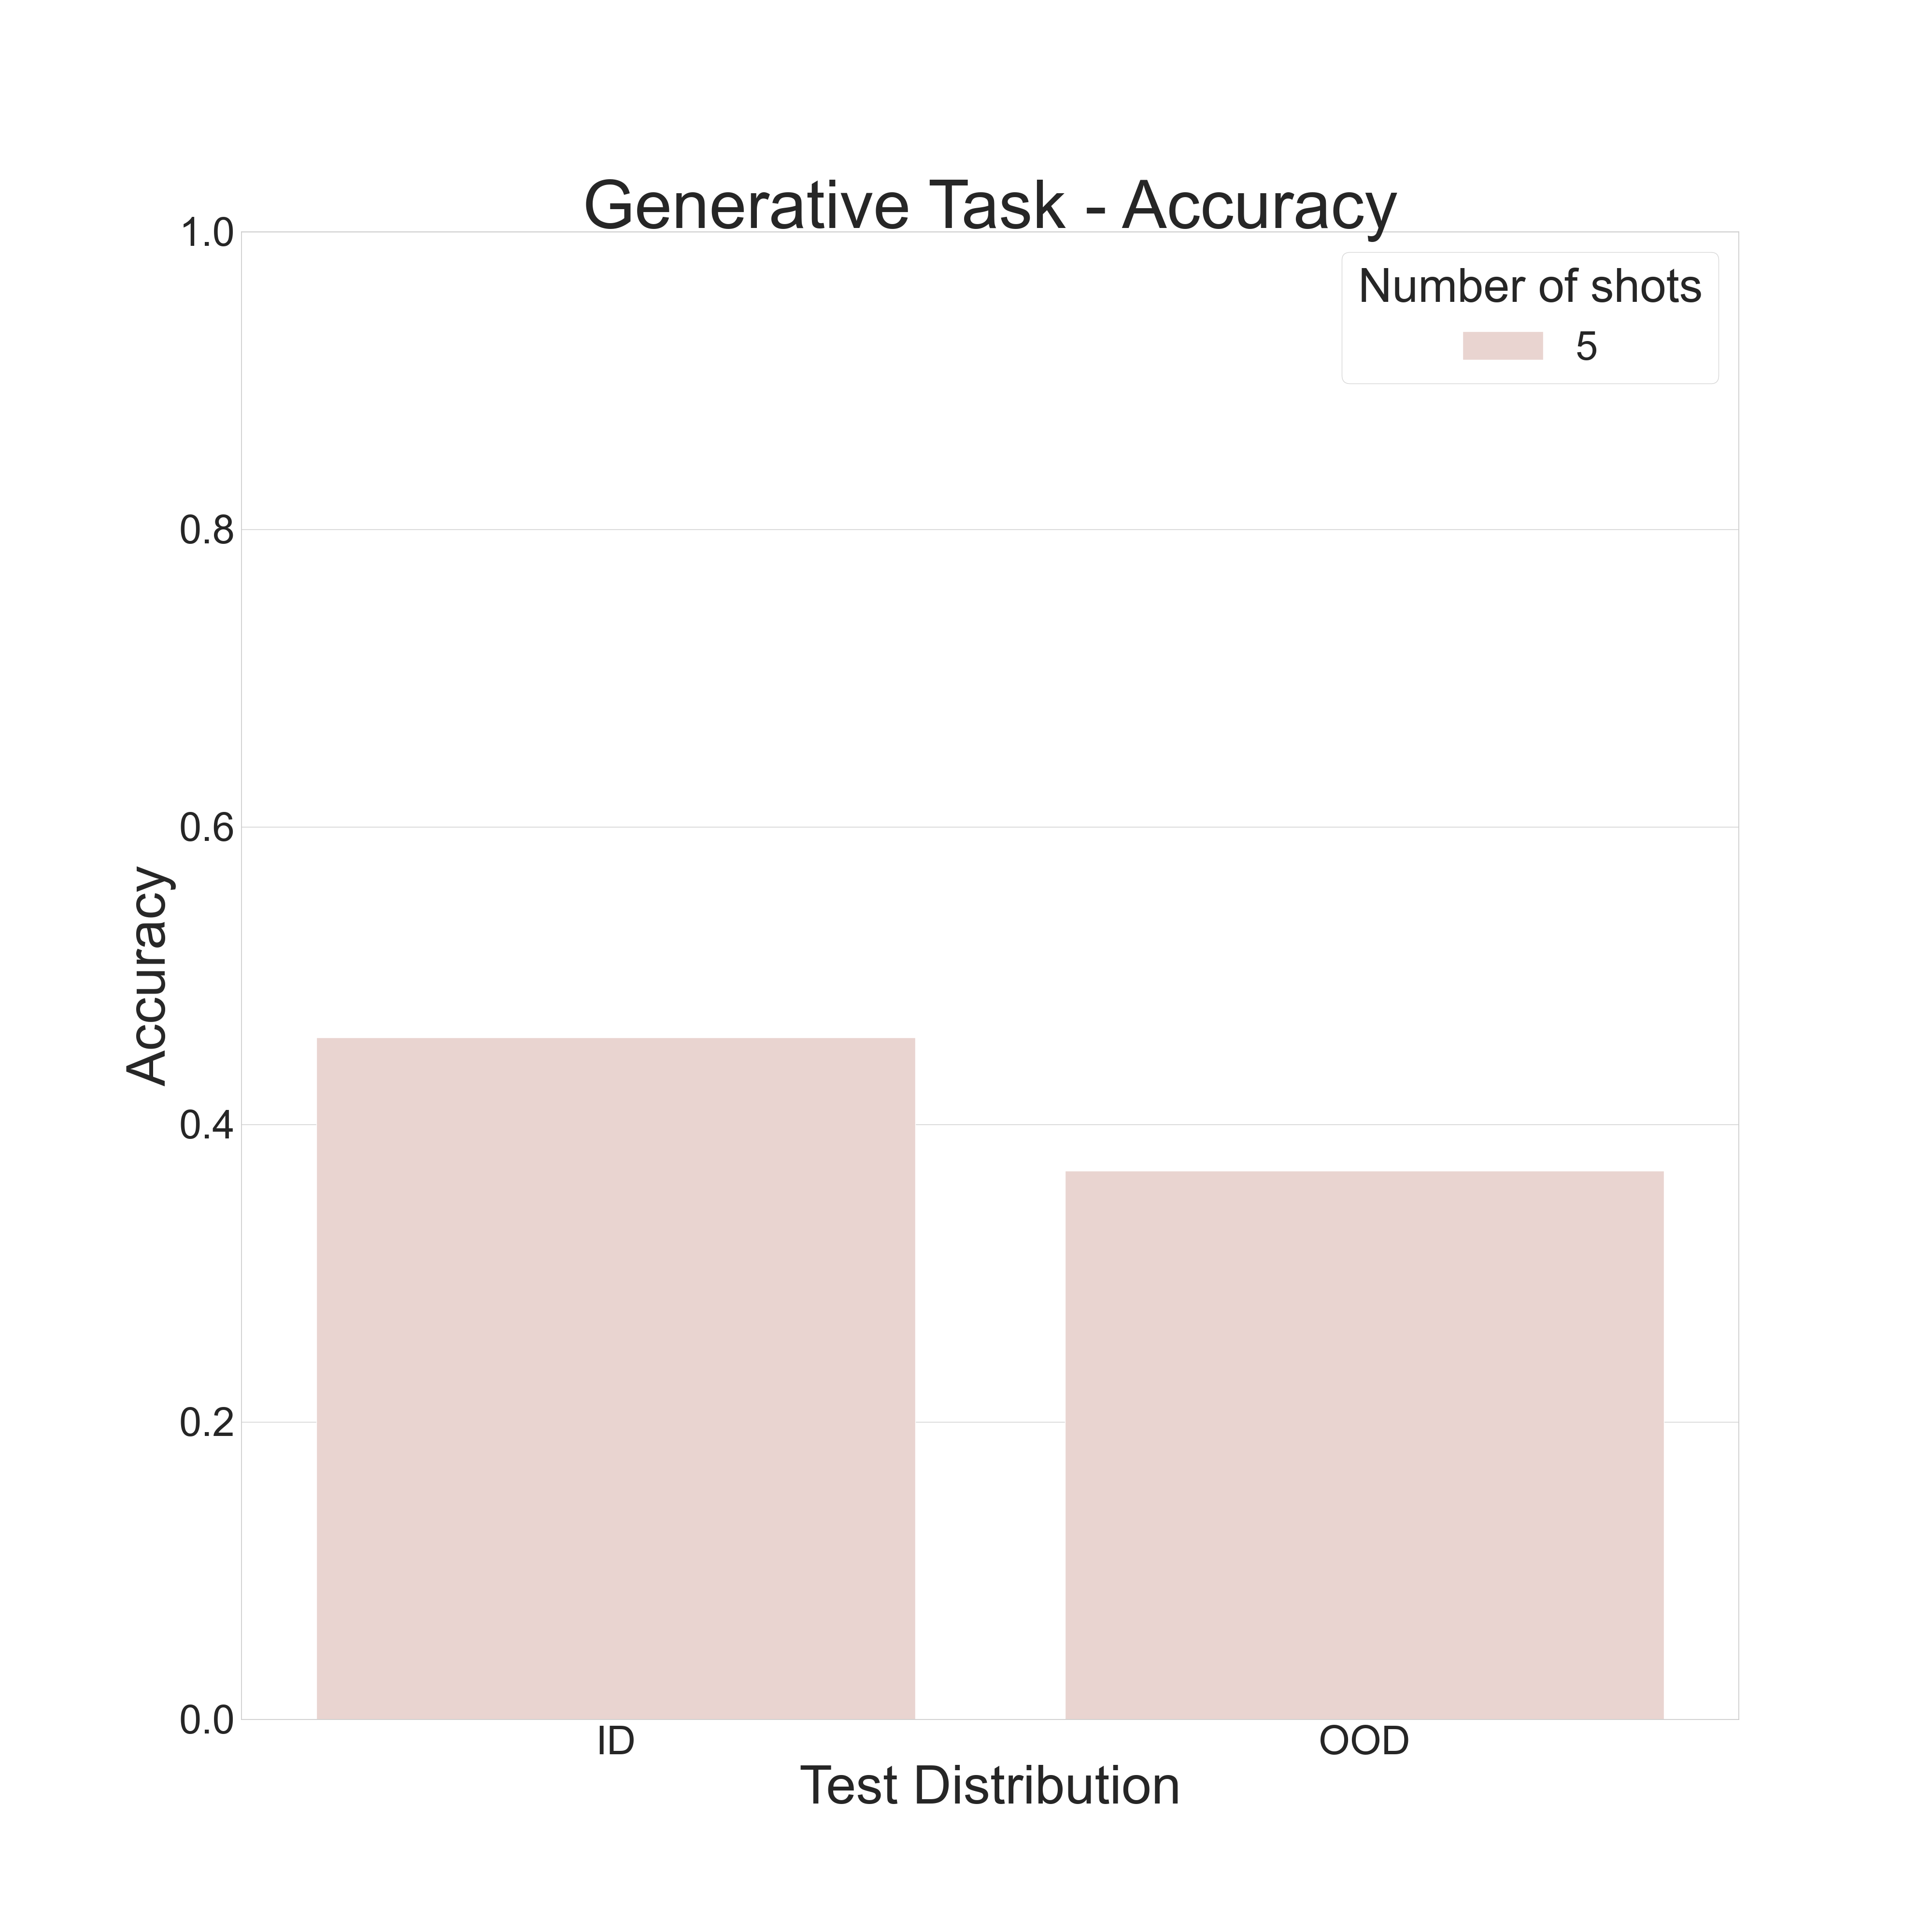 Generative Task - Accuracy
Number of shots
5
1.0
0.8
0.6
0.4
0.2
0.0
Accuracy
ID OOD
Test Distribution